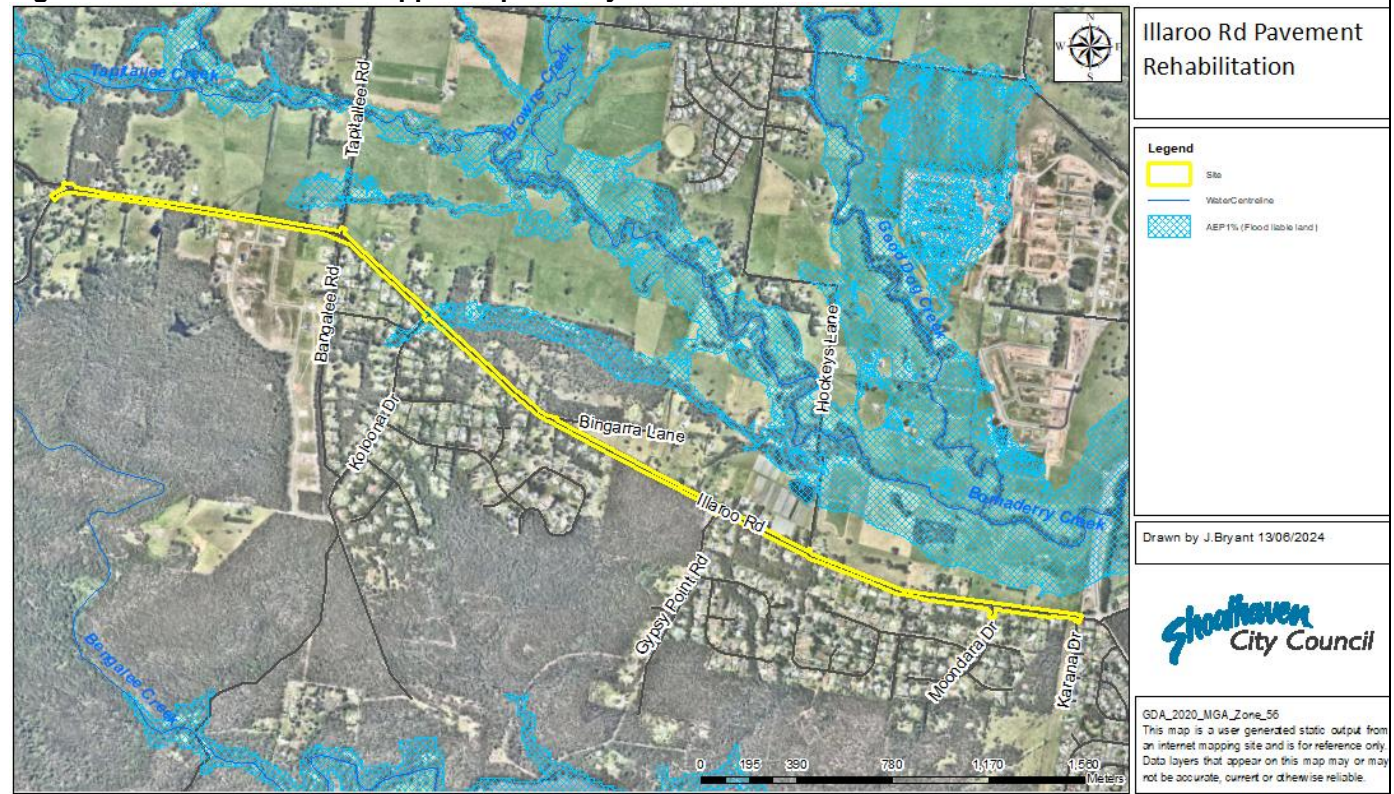 Illaroo Rd Pavement
Rehabilitation
Legend
Site
WaterCentreline
AEP1% (Flood liable land)
Drawn by J.Bryant 13/06/2024
Shoalhaven
City Council
GDA_2020_MGA_Zone_56
This map is a user generated static output from
an internet mapping site and is for reference only.
Data layers that appear on this map may or may
not be accurate, current or otherwise reliable.
N
W
E
S
Tapitallee Creek
Tapitallee Rd
Browns Creek
Good Dog Creek
Bangalee Rd
Koloona Dr
Bingarra Lane
Hockeys Lane
Illaroo Rd
Bomaderry Creek
Gypsy Point Rd
Moondara Dr
Karana Dr
Bengalee Creek
0 195 390 780 1,170 1,560
Meters